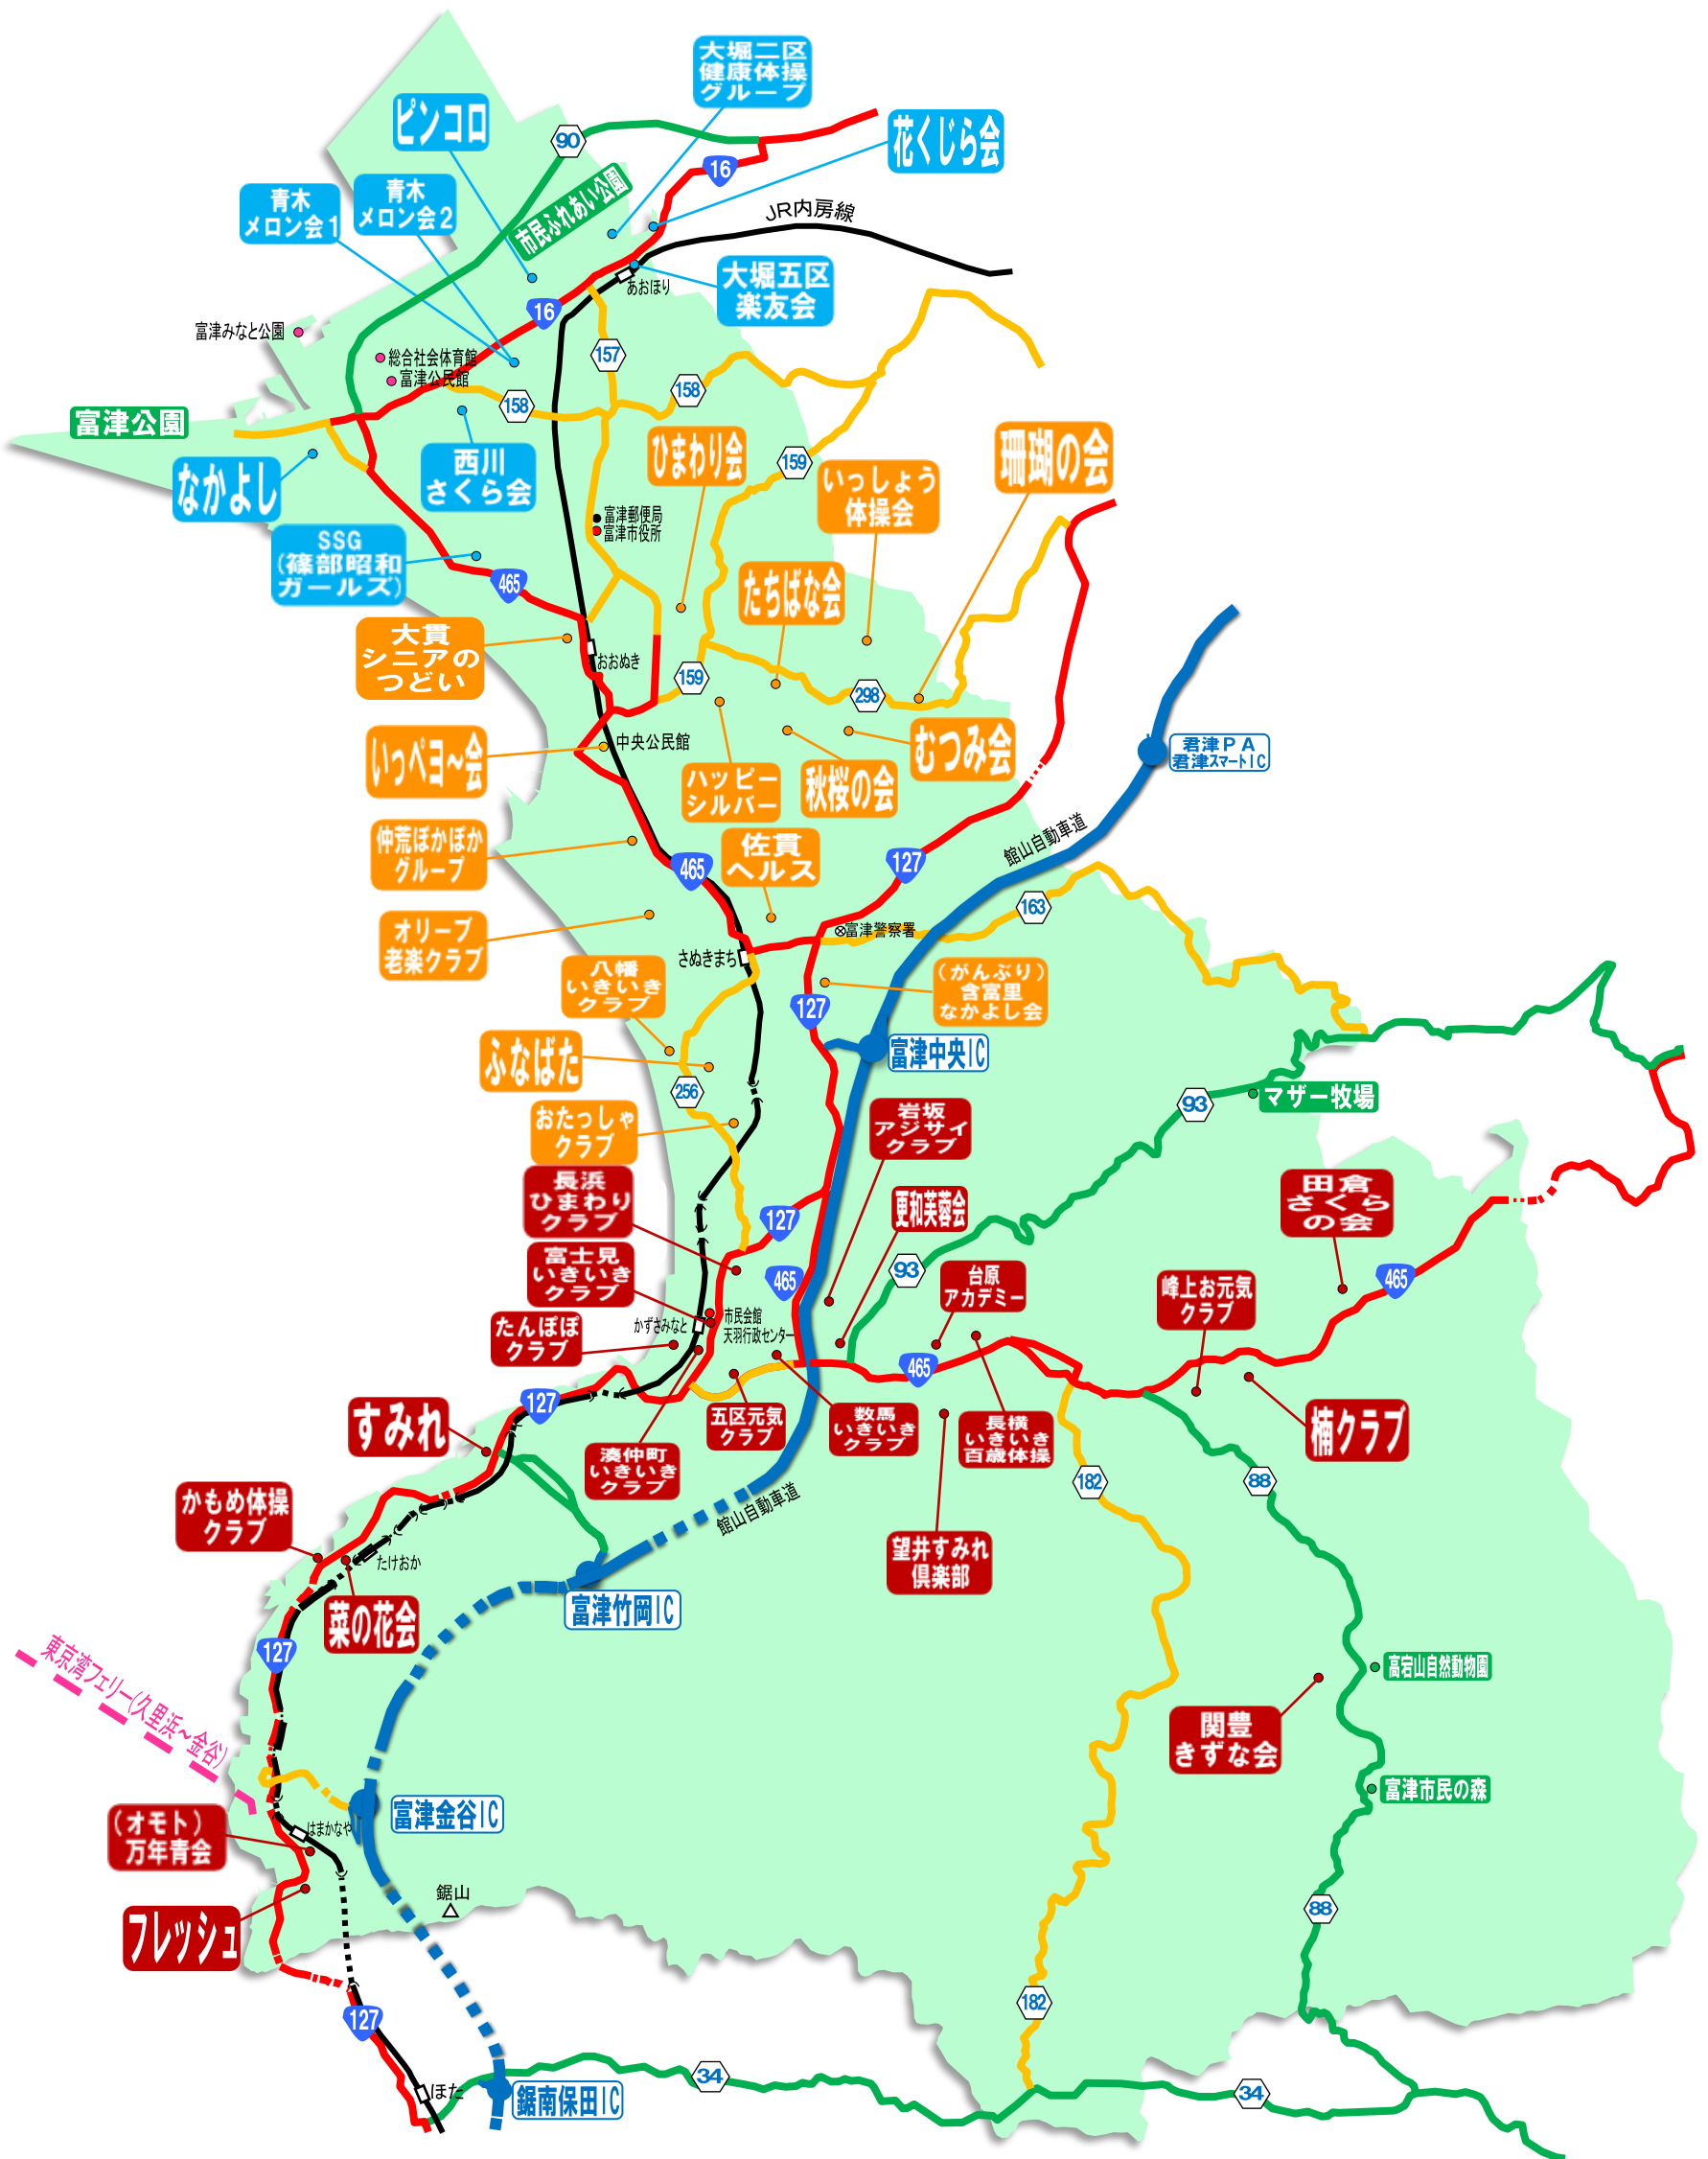 大堀二区
健康体操
グループ
ピンコロ
花くじら会
90
16
青木
メロン会1
青木
メロン会2
市民ふれあい公園
JR内房線
大堀五区
楽友会
あおほり
16
富津みなと公園
総合社会体育館
富津公民館
157
158
158
富津公園
なかよし
西川
さくら会
ひまわり会
159
いっしょう
体操会
珊瑚の会
富津郵便局
富津市役所
SSG
(篠部昭和
ガールズ)
465
たちばな会
大貫
シニアの
つどい
おおぬき
159
298
いっペヨ～会
中央公民館
ハッピー
シルバー
秋桜の会
むつみ会
君津PA
君津スマートIC
仲荒ぽかぽか
グループ
465
佐貫
ヘルス
127
館山自動車道
163
オリーブ
老楽クラブ
富津警察署
さぬきまち
八幡
いきいき
クラブ
(がんぶり)
含富里
なかよし会
127
ふなばた
富津中央IC
256
おたっしゃ
クラブ
岩坂
アジサイ
クラブ
93
マザー牧場
長浜
ひまわり
クラブ
更和芙蓉会
田倉
さくら
の会
127
富士見
いきいき
クラブ
465
93
台原
アカデミー
峰上お元気
クラブ
465
たんぽぽ
クラブ
かずさみなと
市民会館
天羽行政センター
465
すみれ
127
五区元気
クラブ
数馬
いきいき
クラブ
長横
いきいき
百歳体操
楠クラブ
湊仲町
いきいき
クラブ
182
88
かもめ体操
クラブ
館山自動車道
たけおか
望井すみれ
倶楽部
菜の花会
富津竹岡IC
127
東京湾フェリー(久里浜～金谷)
高宕山自然動物園
関豊
きずな会
富津市民の森
(オモト)
万年青会
はまかなや
富津金谷IC
フレッシュ
鋸山
88
182
127
34
34
ほた
鋸南保田IC